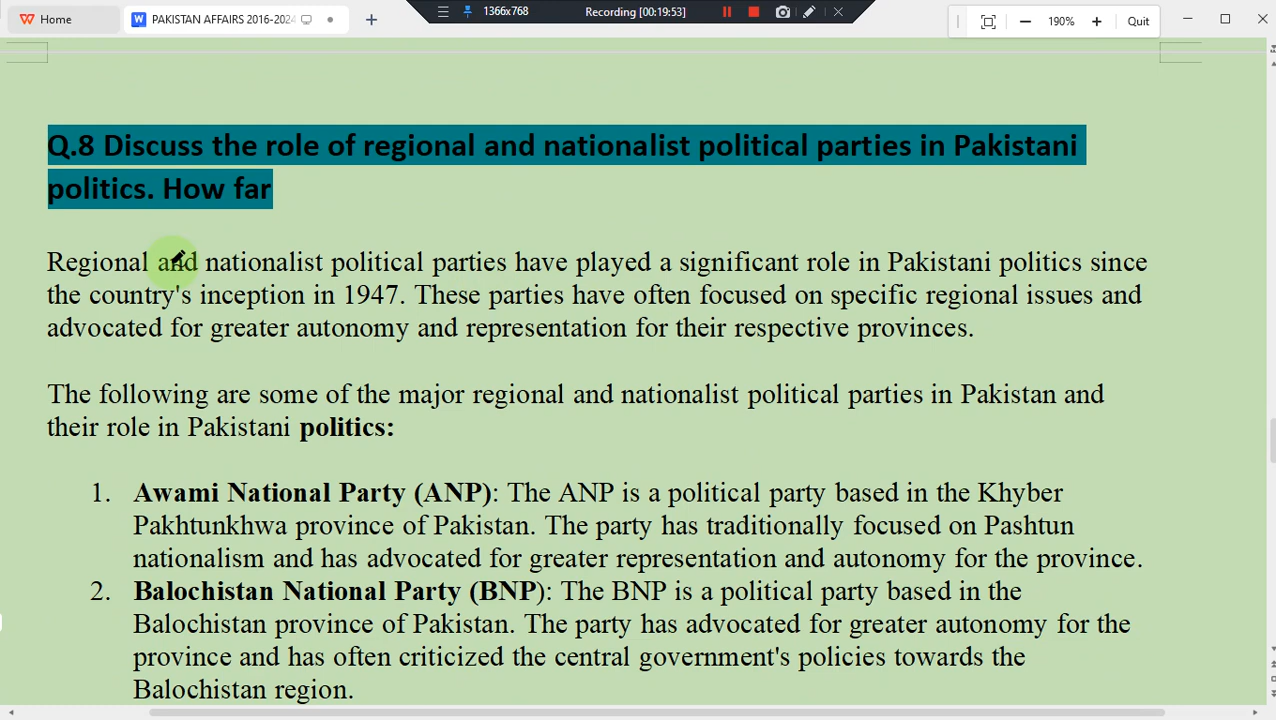 Home
PAKISTAN AFFAIRS 2016-2024
1366x768
Recording [00:19:53]
190%
Quit
Q.8 Discuss the role of regional and nationalist political parties in Pakistani
politics. How far
Regional and nationalist political parties have played a significant role in Pakistani politics since
the country's inception in 1947. These parties have often focused on specific regional issues and
advocated for greater autonomy and representation for their respective provinces.
The following are some of the major regional and nationalist political parties in Pakistan and
their role in Pakistani politics:
1. Awami National Party (ANP): The ANP is a political party based in the Khyber
Pakhtunkhwa province of Pakistan. The party has traditionally focused on Pashtun
nationalism and has advocated for greater representation and autonomy for the province.
2. Balochistan National Party (BNP): The BNP is a political party based in the
Balochistan province of Pakistan. The party has advocated for greater autonomy for the
province and has often criticized the central government's policies towards the
Balochistan region.